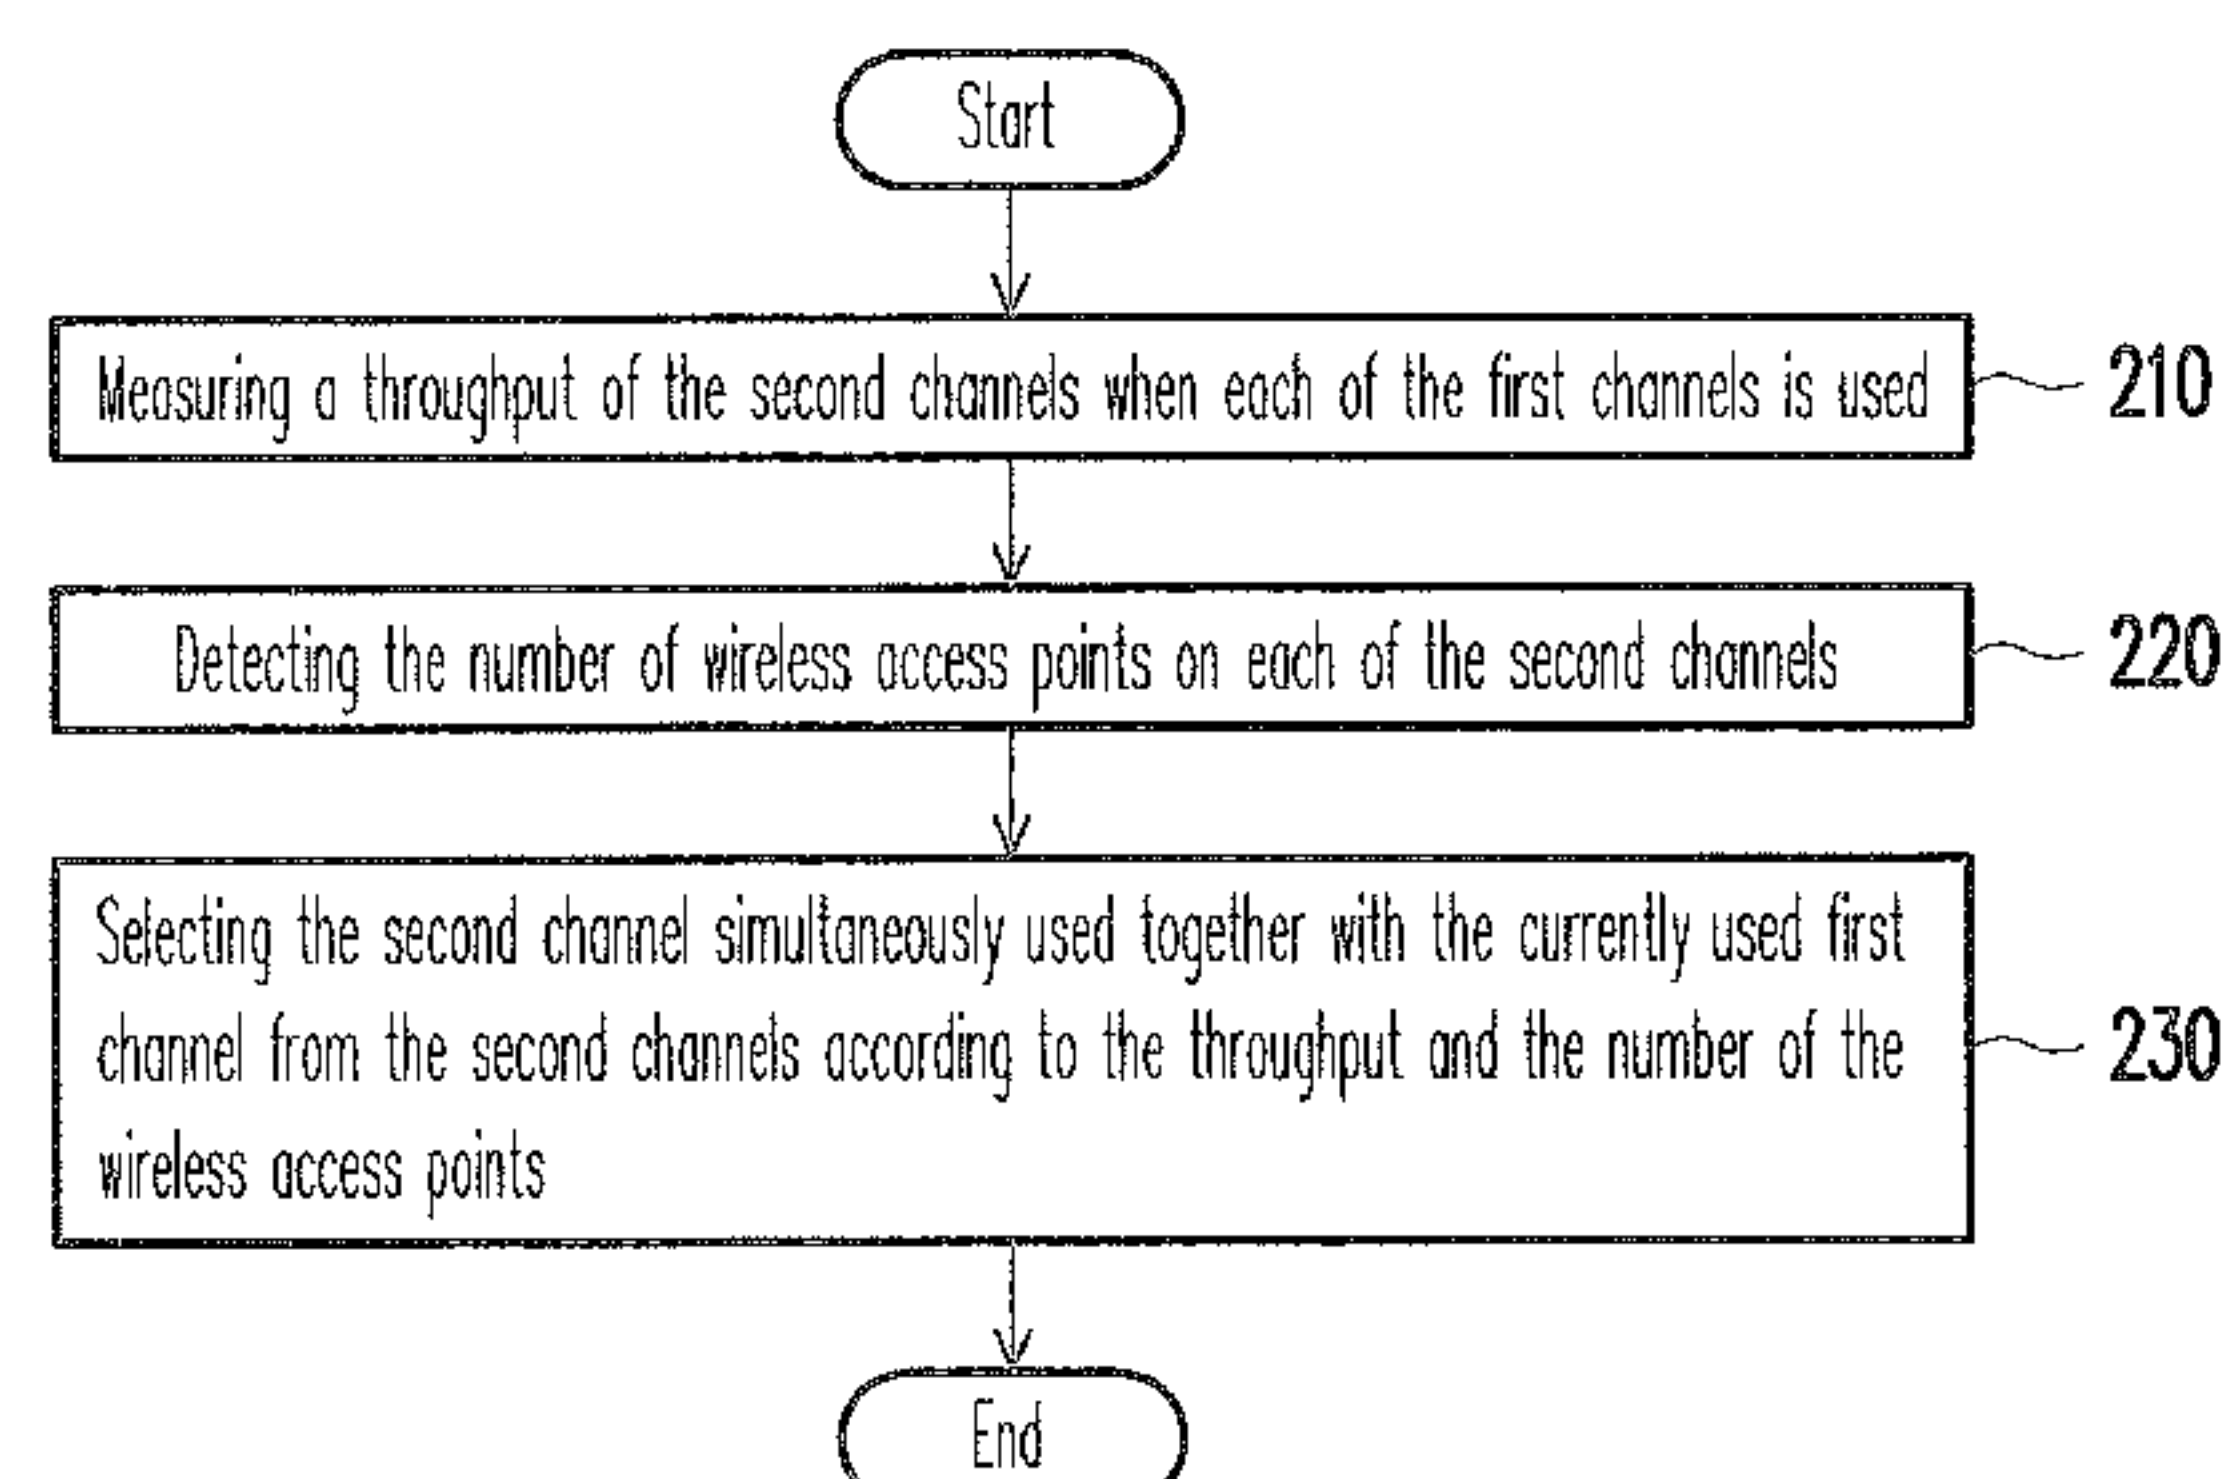 Start
Measuring a throughput of the second channels when each of the first channels is used
210
Detecting the number of wireless access points on each of the second channels
220
Selecting the second channel simultaneously used together with the currently used first
channel from the second channels according to the throughput and the number of the
wireless access points
230
End